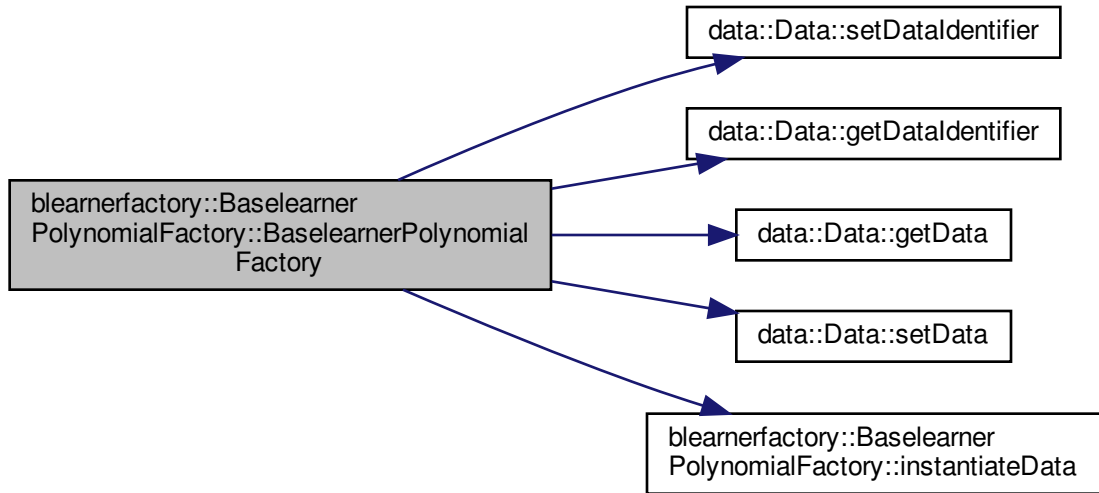 data::Data::setDataIdentifier
data::Data::getDataIdentifier
blearnerfactory::Baselearner
PolynomialFactory::BaselearnerPolynomial
Factory
data::Data::getData
data::Data::setData
blearnerfactory::Baselearner
PolynomialFactory::instantiateData